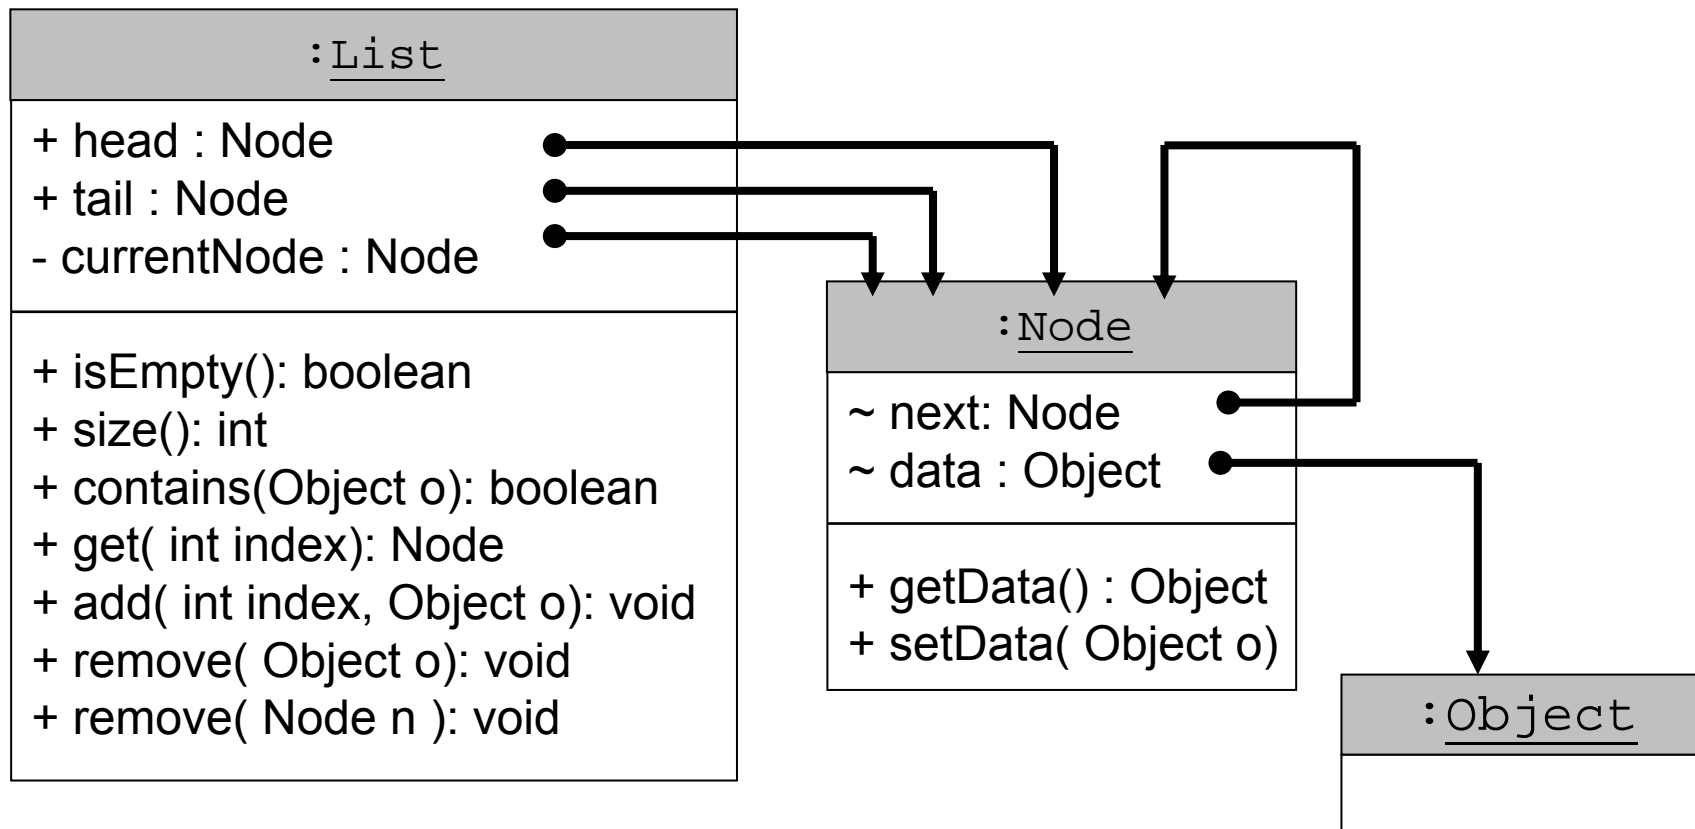 :List
+ head : Node
+ tail : Node
- currentNode : Node
+ isEmpty(): boolean
+ size(): int
+ contains(Object o): boolean
+ get( int index): Node
+ add( int index, Object o): void
+ remove( Object o): void
+ remove( Node n ): void
:Node
~ next: Node
~ data : Object
+ getData() : Object
+ setData( Object o)
:Object